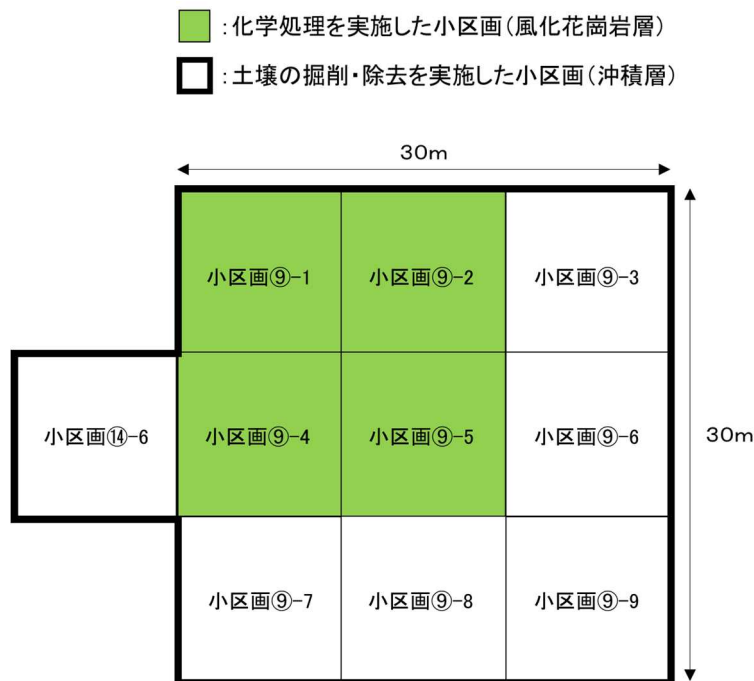 ：化学処理を実施した小区画（風化花崗岩層）
：土壌の掘削・除去を実施した小区画（沖積層）
30m
小区画⑨-1
小区画⑨-2
小区画⑨-3
小区画⑭-6
小区画⑨-4
小区画⑨-5
小区画⑨-6
30m
小区画⑨-7
小区画⑨-8
小区画⑨-9